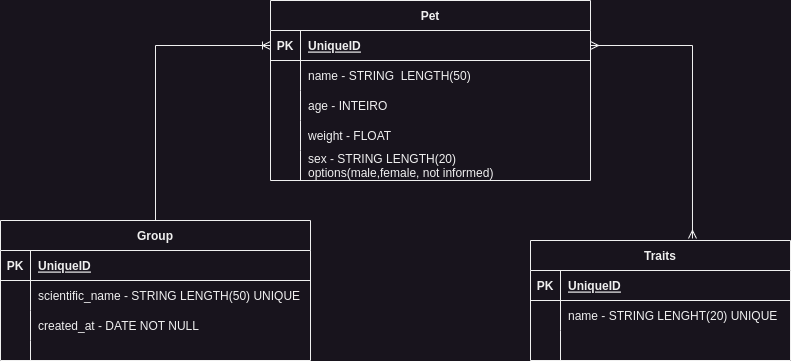 Pet
PK UniqueID
name - STRING  LENGTH(50)
age - INTEIRO
weight - FLOAT
sex - STRING LENGTH(20)
options(male,female, not informed)
Group
PK UniqueID
scientific_name - STRING LENGTH(50) UNIQUE
created_at - DATE NOT NULL
Traits
PK UniqueID
name - STRING LENGHT(20) UNIQUE